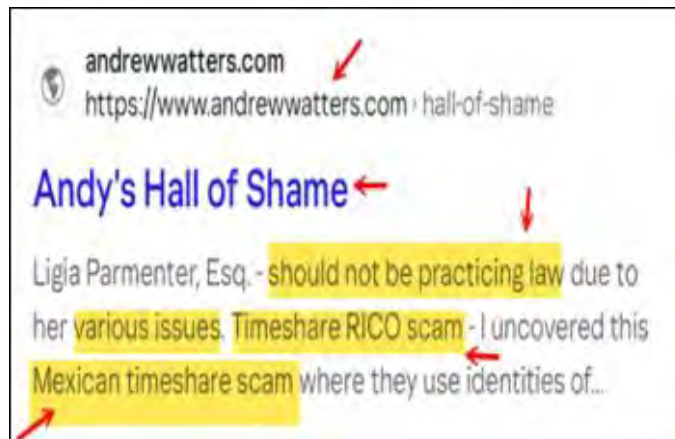 andrewwatters.com
https://www.andrewwatters.com › hall-of-shame
Andy's Hall of Shame
Ligia Parmenter, Esq. - should not be practicing law due to
her various issues. Timeshare RICO scam - I uncovered this
Mexican timeshare scam where they use identities of...